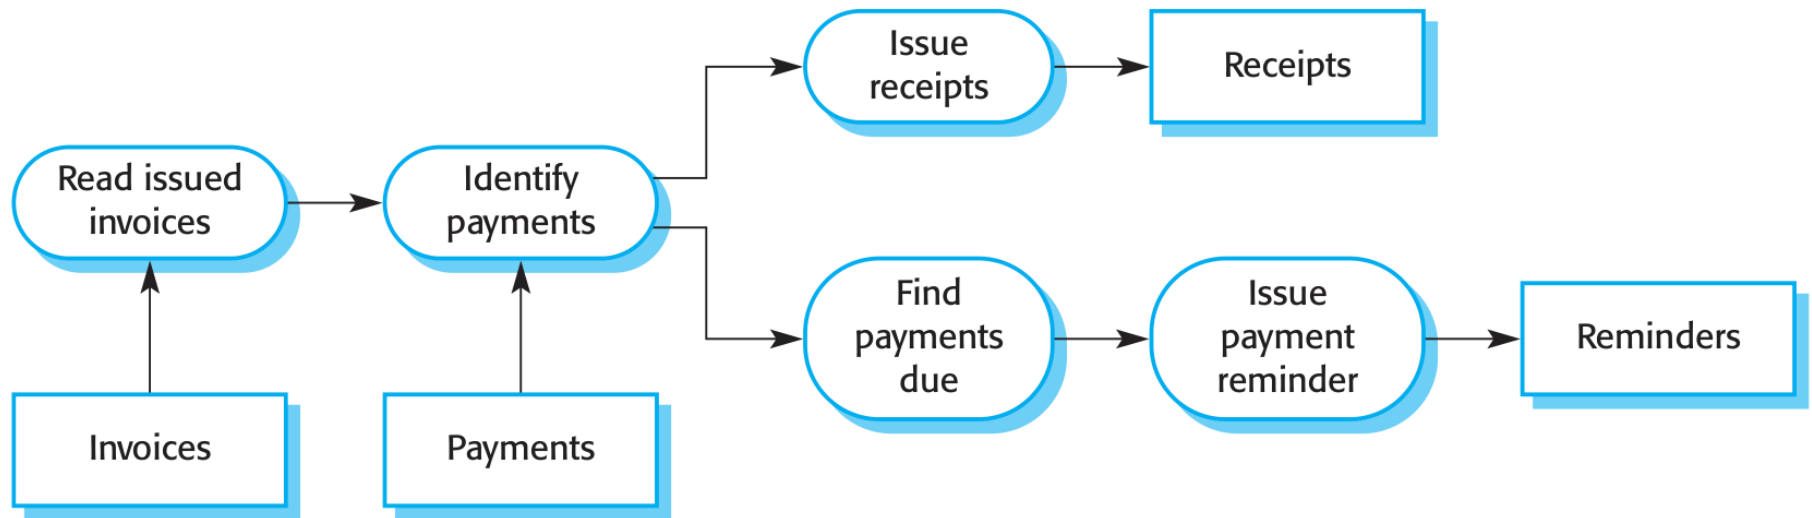 Issue
receipts
Receipts
Read issued
invoices
Identify
payments
Find
payments
due
Issue
payment
reminder
Reminders
Invoices
Payments